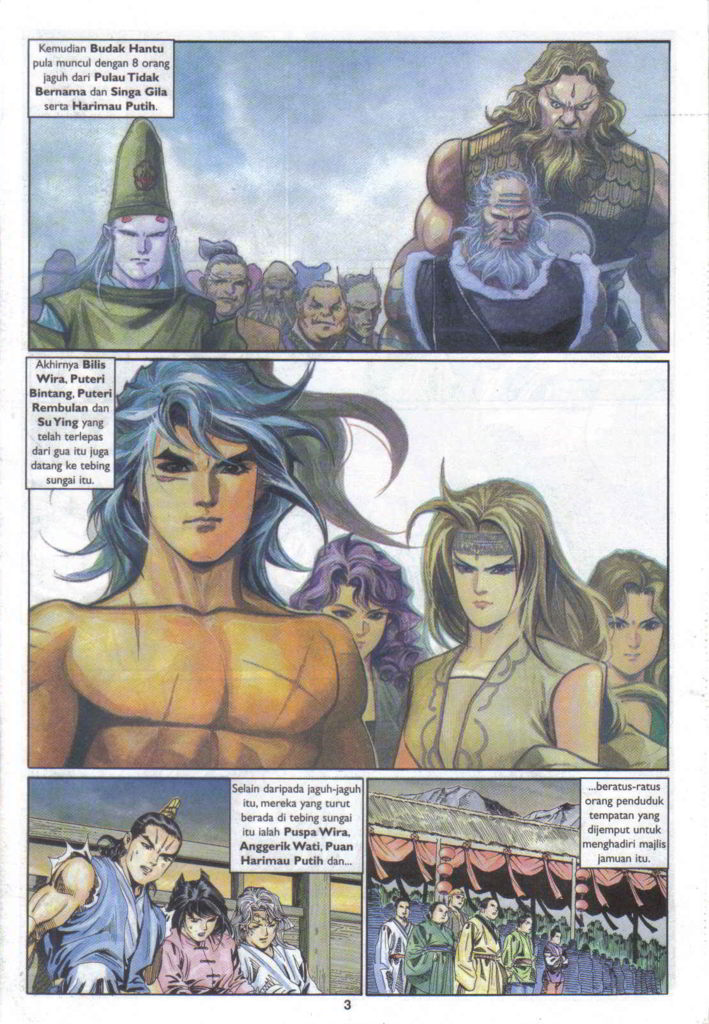 Kemudian Budak Hantu
pula muncul dengan 8 orang
jaguh dari Pulau Tidak
Bernama dan Singa Gila
serta Harimau Putih.
Akhirnya Bilis
Wira, Puteri
Bintang, Puteri
Rembulan dan
Su Ying yang
telah terlepas
dari gua itu juga
datang ke tebing
sungai itu.
Selain daripada jaguh-jaguh
itu, mereka yang turut
berada di tebing sungai
itu ialah Puspa Wira,
Anggerik Wati, Puan
Harimau Putih dan...
...beratus-ratus
orang penduduk
tempatan yang
dijemput untuk
menghadiri majlis
jamuan itu.
3